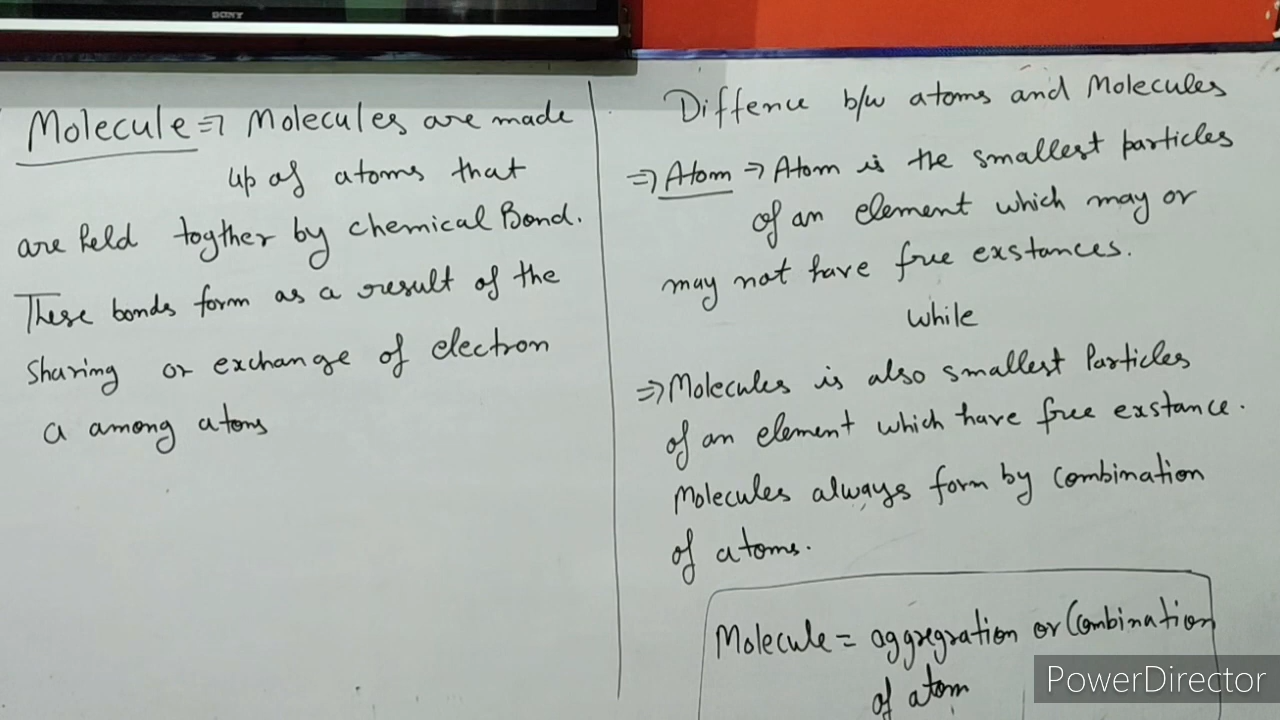 SONY
Molecule ⇒ Molecules are made
up of atoms that
are held togther by chemical Bond.
These bonds form as a result of the
sharing or exchange of electron
a among atoms
Diffence b/w atoms and Molecules
⇒ Atom → Atom is the smallest particles
of an element which may or
may not have free exstances.
while
⇒ Molecules is also smallest Particles
of an element which have free exstance.
Molecules always form by Combination
of atoms.
Molecule = aggregration or Combination
of atom
PowerDirector